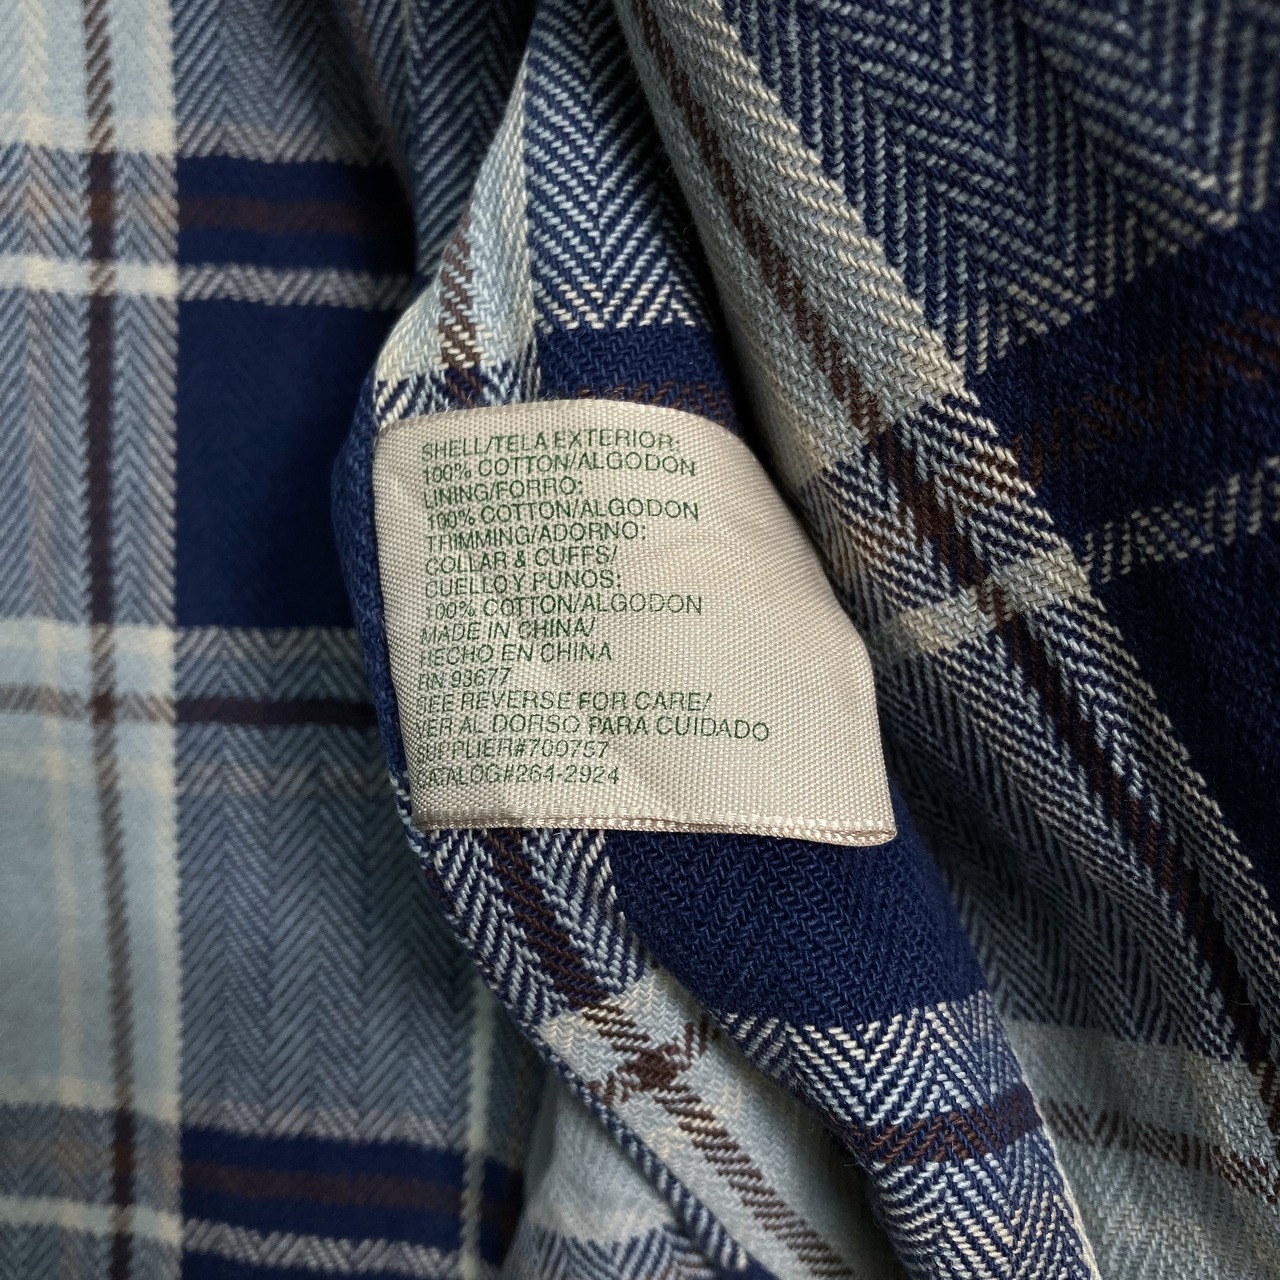 SHELL/TELA EXTERIOR:
100% COTTON/ALGODON
LINING/FORRO:
100% COTTON/ALGODON
TRIMMING/ADORNO:
COLLAR & CUFFS/
CUELLO Y PUNOS:
100% COTTON/ALGODON
MADE IN CHINA/
HECHO EN CHINA
RN 93677
SEE REVERSE FOR CARE/
VER AL DORSO PARA CUIDADO
SUPPLIER#700757
CATALOG#264-2924